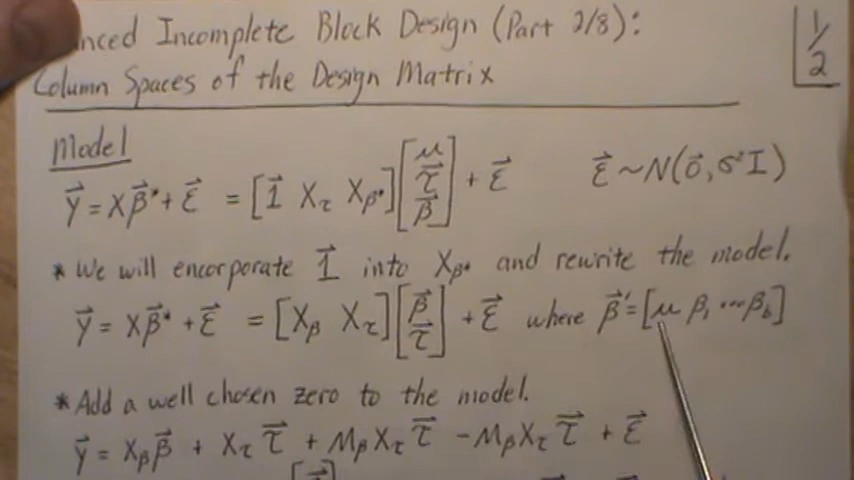 Incomplete Block Design (Part 2/8):
Column Spaces of the Design Matrix
1/2
Model
Y⃗ = Xβ⃗* + ε⃗ = [1⃗ X_τ X_β*][μ τ⃗ β⃗] + ε⃗ ε⃗ ~ N(0⃗, σ²I)
* We will encorporate 1⃗ into X_β* and rewrite the model.
Y⃗ = Xβ⃗* + ε⃗ = [X_β X_τ][β⃗ τ⃗] + ε⃗ where β⃗' = [μ β₁ ... β_b]
* Add a well chosen zero to the model.
Y⃗ = X_β β⃗ + X_τ τ⃗ + M_β X_τ τ⃗ - M_β X_τ τ⃗ + ε⃗